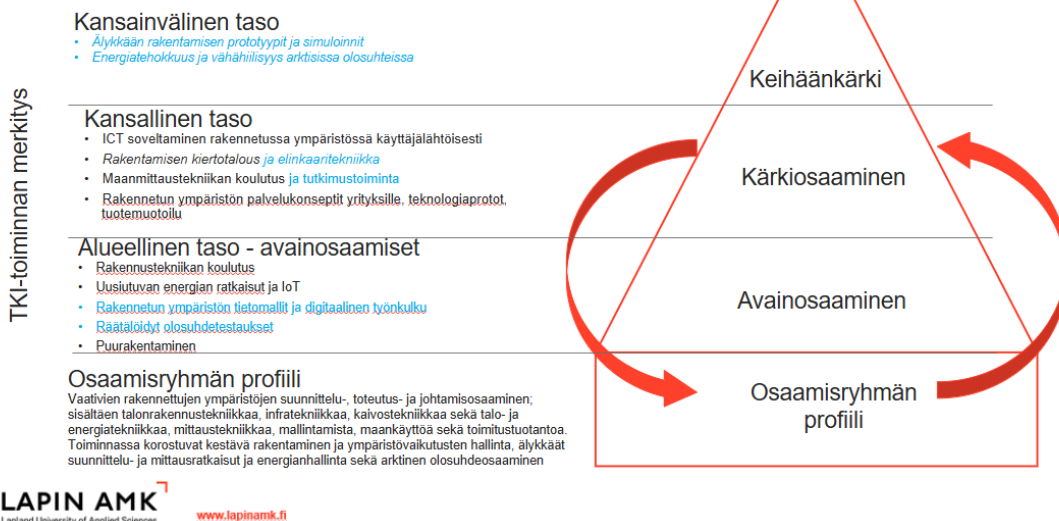 Kansainvälinen taso
• Älykkään rakentamisen prototyypit ja simuloinnit
• Energiatehokkuus ja vähähiilisyys arktisissa olosuhteissa
Keihäänkärki
TKI-toiminnan merkitys
Kansallinen taso
• ICT soveltaminen rakennetussa ympäristössä käyttäjälähtöisesti
• Rakentamisen kiertotalous ja elinkaaritekniikka
• Maanmittaustekniikan koulutus ja tutkimustoiminta
• Rakennetun ympäristön palvelukonseptit yrityksille, teknologiaprotot,
tuotemuotoilu
Kärkiosaaminen
Alueellinen taso - avainosaamiset
• Rakennustekniikan koulutus
• Uusiutuvan energian ratkaisut ja IoT
• Rakennetun ympäristön tietomallit ja digitaalinen työnkulku
• Räätälöidyt olosuhdetestaukset
• Puurakentaminen
Avainosaaminen
Osaamisryhmän profiili
Vaativien rakennettujen ympäristöjen suunnittelu-, toteutus- ja johtamisosaaminen;
sisältäen talonrakennustekniikkaa, infratekniikkaa, kaivostekniikkaa sekä talo- ja
energiatekniikkaa, mittaustekniikkaa, mallintamista, maankäyttöä sekä toimitustuotantoa.
Toiminnassa korostuvat kestävä rakentaminen ja ympäristövaikutusten hallinta, älykkäät
suunnittelu- ja mittausratkaisut ja energianhallinta sekä arktinen olosuhdeosaaminen
Osaamisryhmän
profiili
LAPIN AMK
Lapland University of Applied Sciences
www.lapinamk.fi